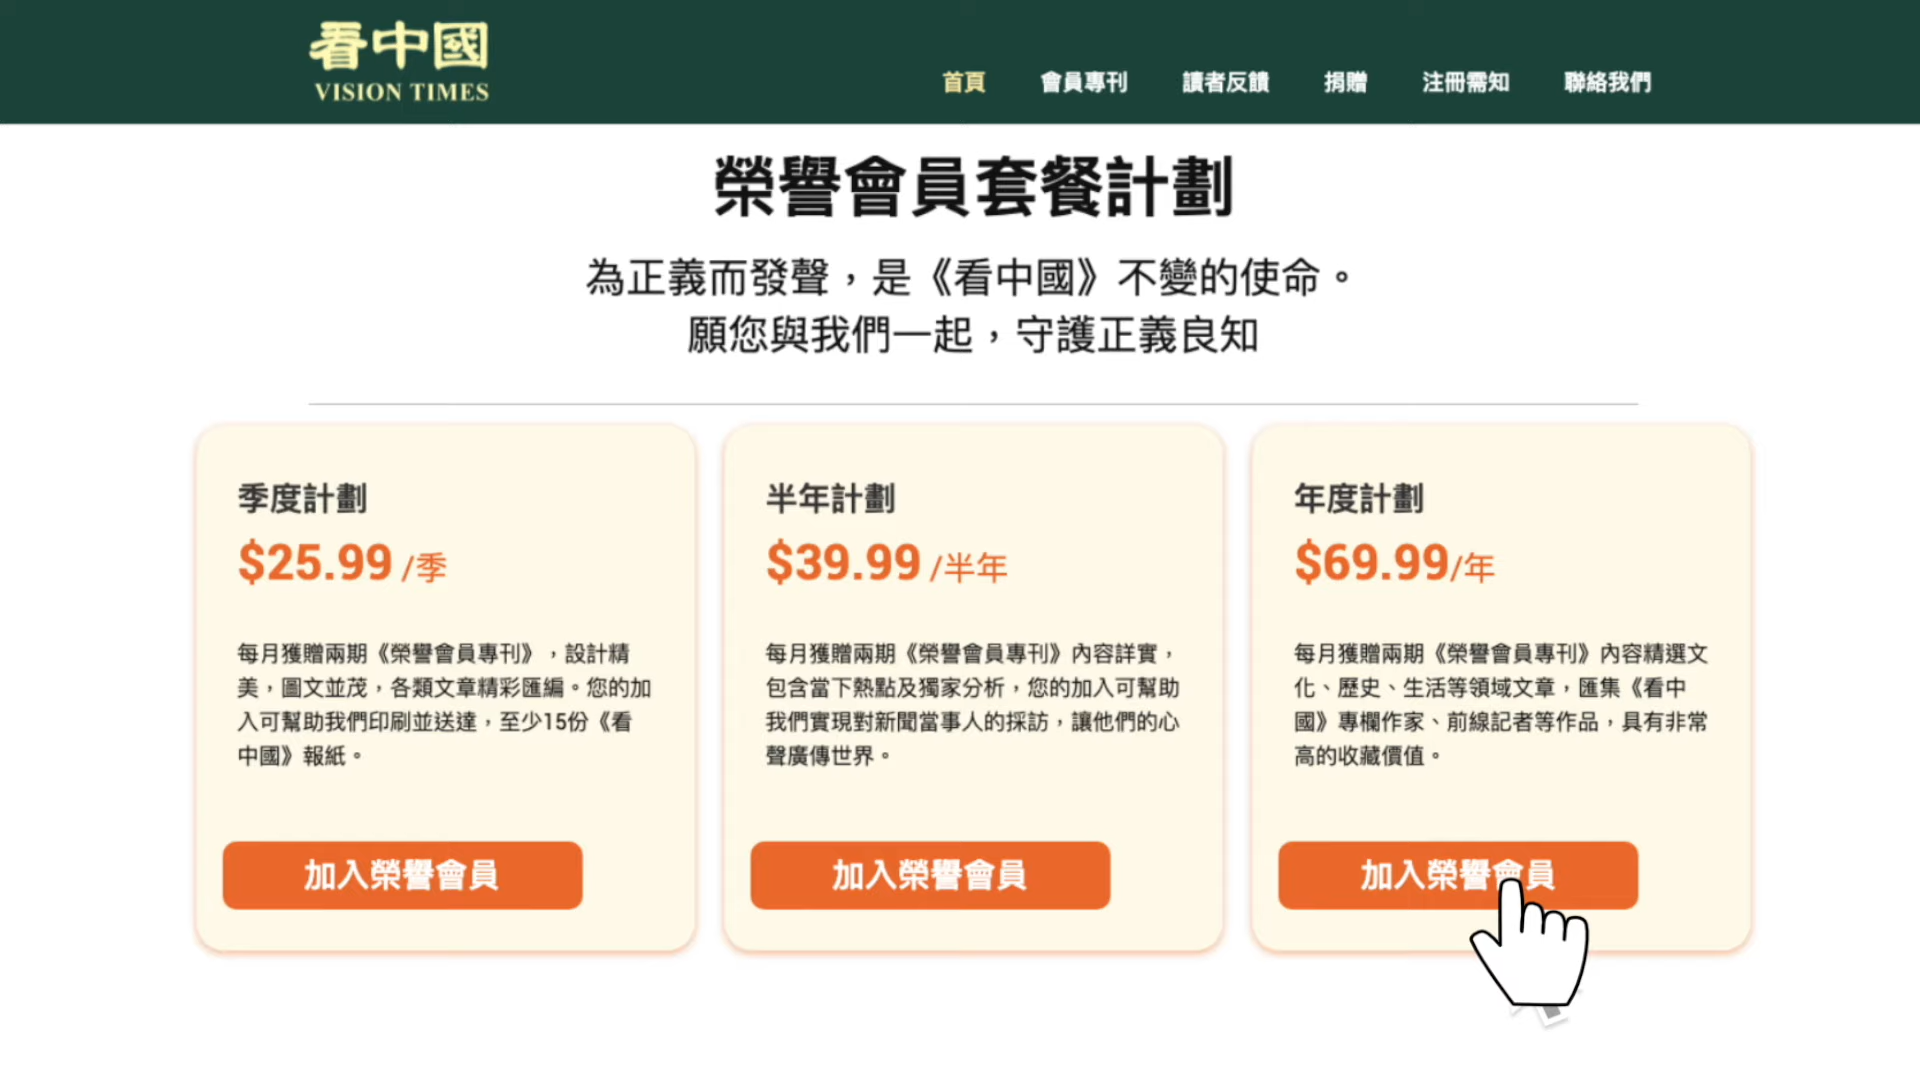 看中國
VISION TIMES
首頁 會員專刊 讀者反饋 捐贈 注冊需知 聯絡我們
榮譽會員套餐計劃
為正義而發聲，是《看中國》不變的使命。
願您與我們一起，守護正義良知
季度計劃
$25.99 /季
每月獲贈兩期《榮譽會員專刊》，設計精
美，圖文並茂，各類文章精彩匯編。您的加
入可幫助我們印刷並送達，至少15份《看
中國》報紙。
加入榮譽會員
半年計劃
$39.99 /半年
每月獲贈兩期《榮譽會員專刊》內容詳實，
包含當下熱點及獨家分析，您的加入可幫助
我們實現對新聞當事人的採訪，讓他們的心
聲廣傳世界。
加入榮譽會員
年度計劃
$69.99/年
每月獲贈兩期《榮譽會員專刊》內容精選文
化、歷史、生活等領域文章，匯集《看中
國》專欄作家、前線記者等作品，具有非常
高的收藏價值。
加入榮譽會員